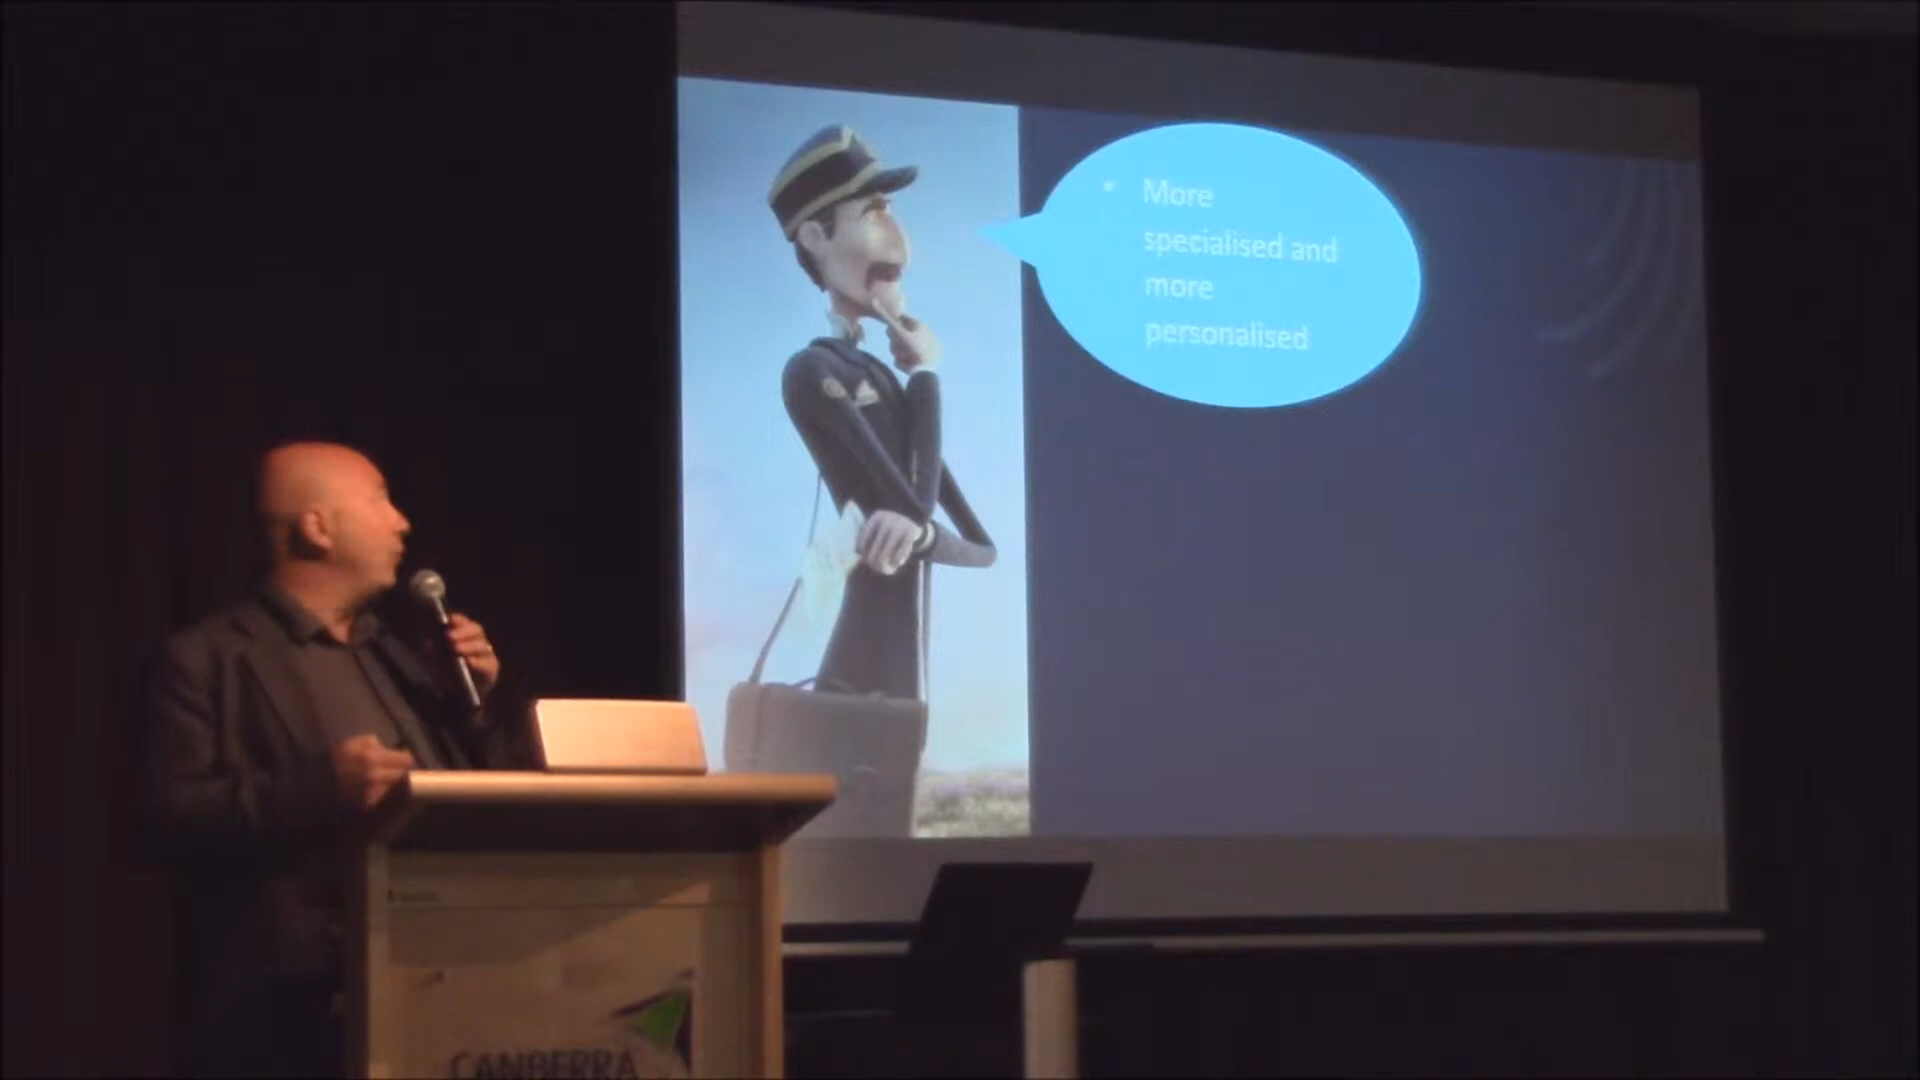 • More
specialised and
more
personalised
CANBERRA